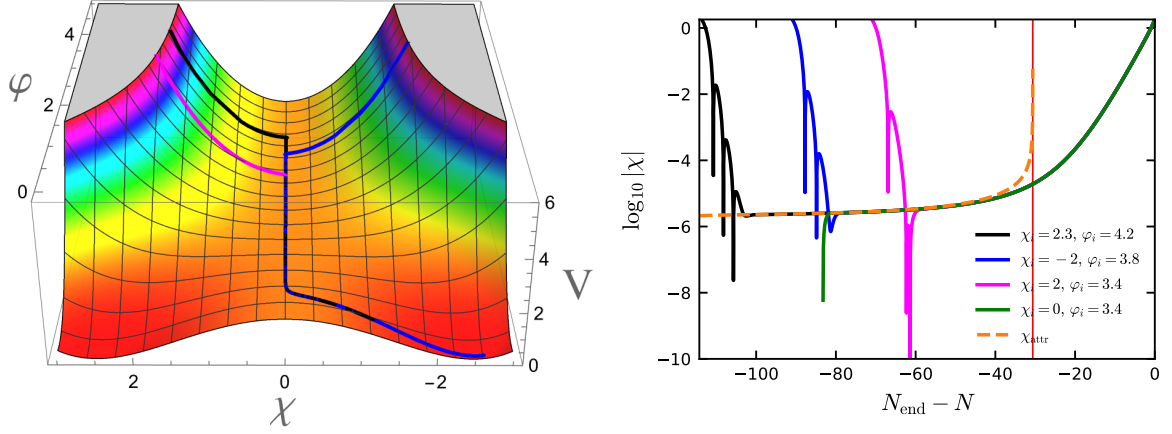 4
2
0
φ
2
0
−2
χ
6
4
2
0
V
0
−2
−4
−6
−8
−10
log₁₀ |χ|
−100
−80
−60
−40
−20
0
N_end − N
χᵢ = 2.3, φᵢ = 4.2
χᵢ = −2, φᵢ = 3.8
χᵢ = 2, φᵢ = 3.4
χᵢ = 0, φᵢ = 3.4
χ_attr